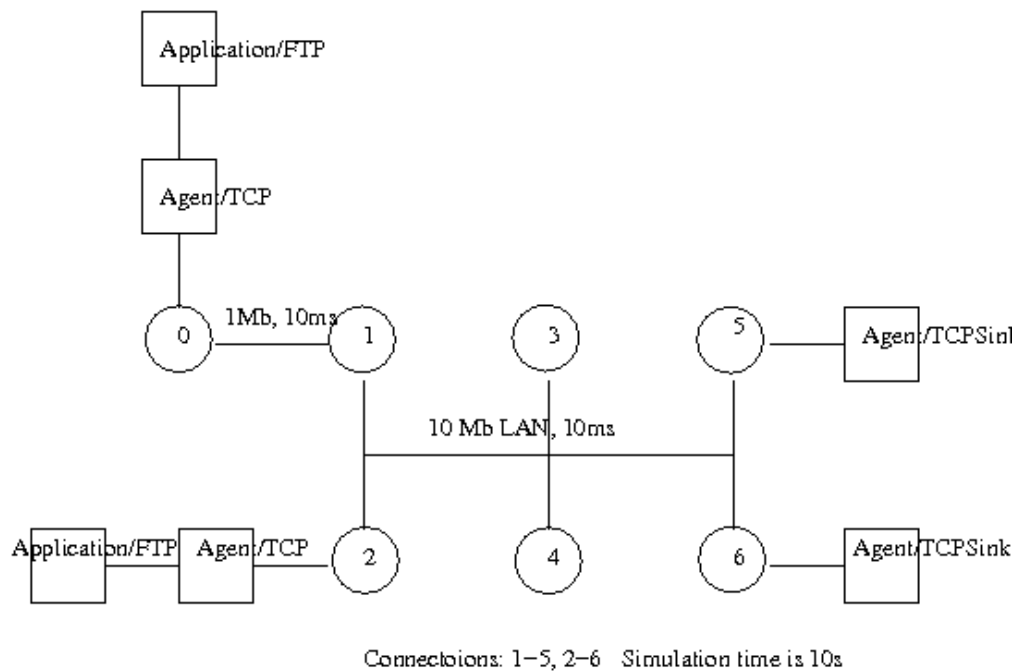 Application/FTP
Agent/TCP
1Mb, 10ms
0
1
3
5
Agent/TCPSink
10 Mb LAN, 10ms
Application/FTP
Agent/TCP
2
4
6
Agent/TCPSink
Connectoions: 1-5, 2-6 Simulation time is 10s